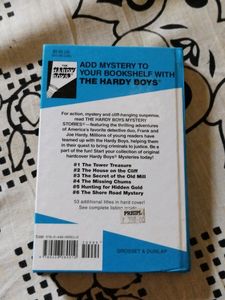 THE
HARDY
BOYS
ADD MYSTERY TO
YOUR BOOKSHELF WITH
THE HARDY BOYS®
For action, mystery and cliff-hanging suspense,
read THE HARDY BOYS MYSTERY
STORIES®—featuring the thrilling adventures
of America's favorite detective duo, Frank and
Joe Hardy. Millions of young readers have
teamed up with the Hardy Boys, helping them
in their quest to bring criminals to justice. Be a
part of the fun! Start your collection of original
hardcover Hardy Boys® Mysteries today!
#1 The Tower Treasure
#2 The House on the Cliff
#3 The Secret of the Old Mill
#4 The Missing Chums
#5 Hunting for Hidden Gold
#6 The Shore Road Mystery
53 additional titles in hard cover!
See complete listing inside
GROSSET & DUNLAP